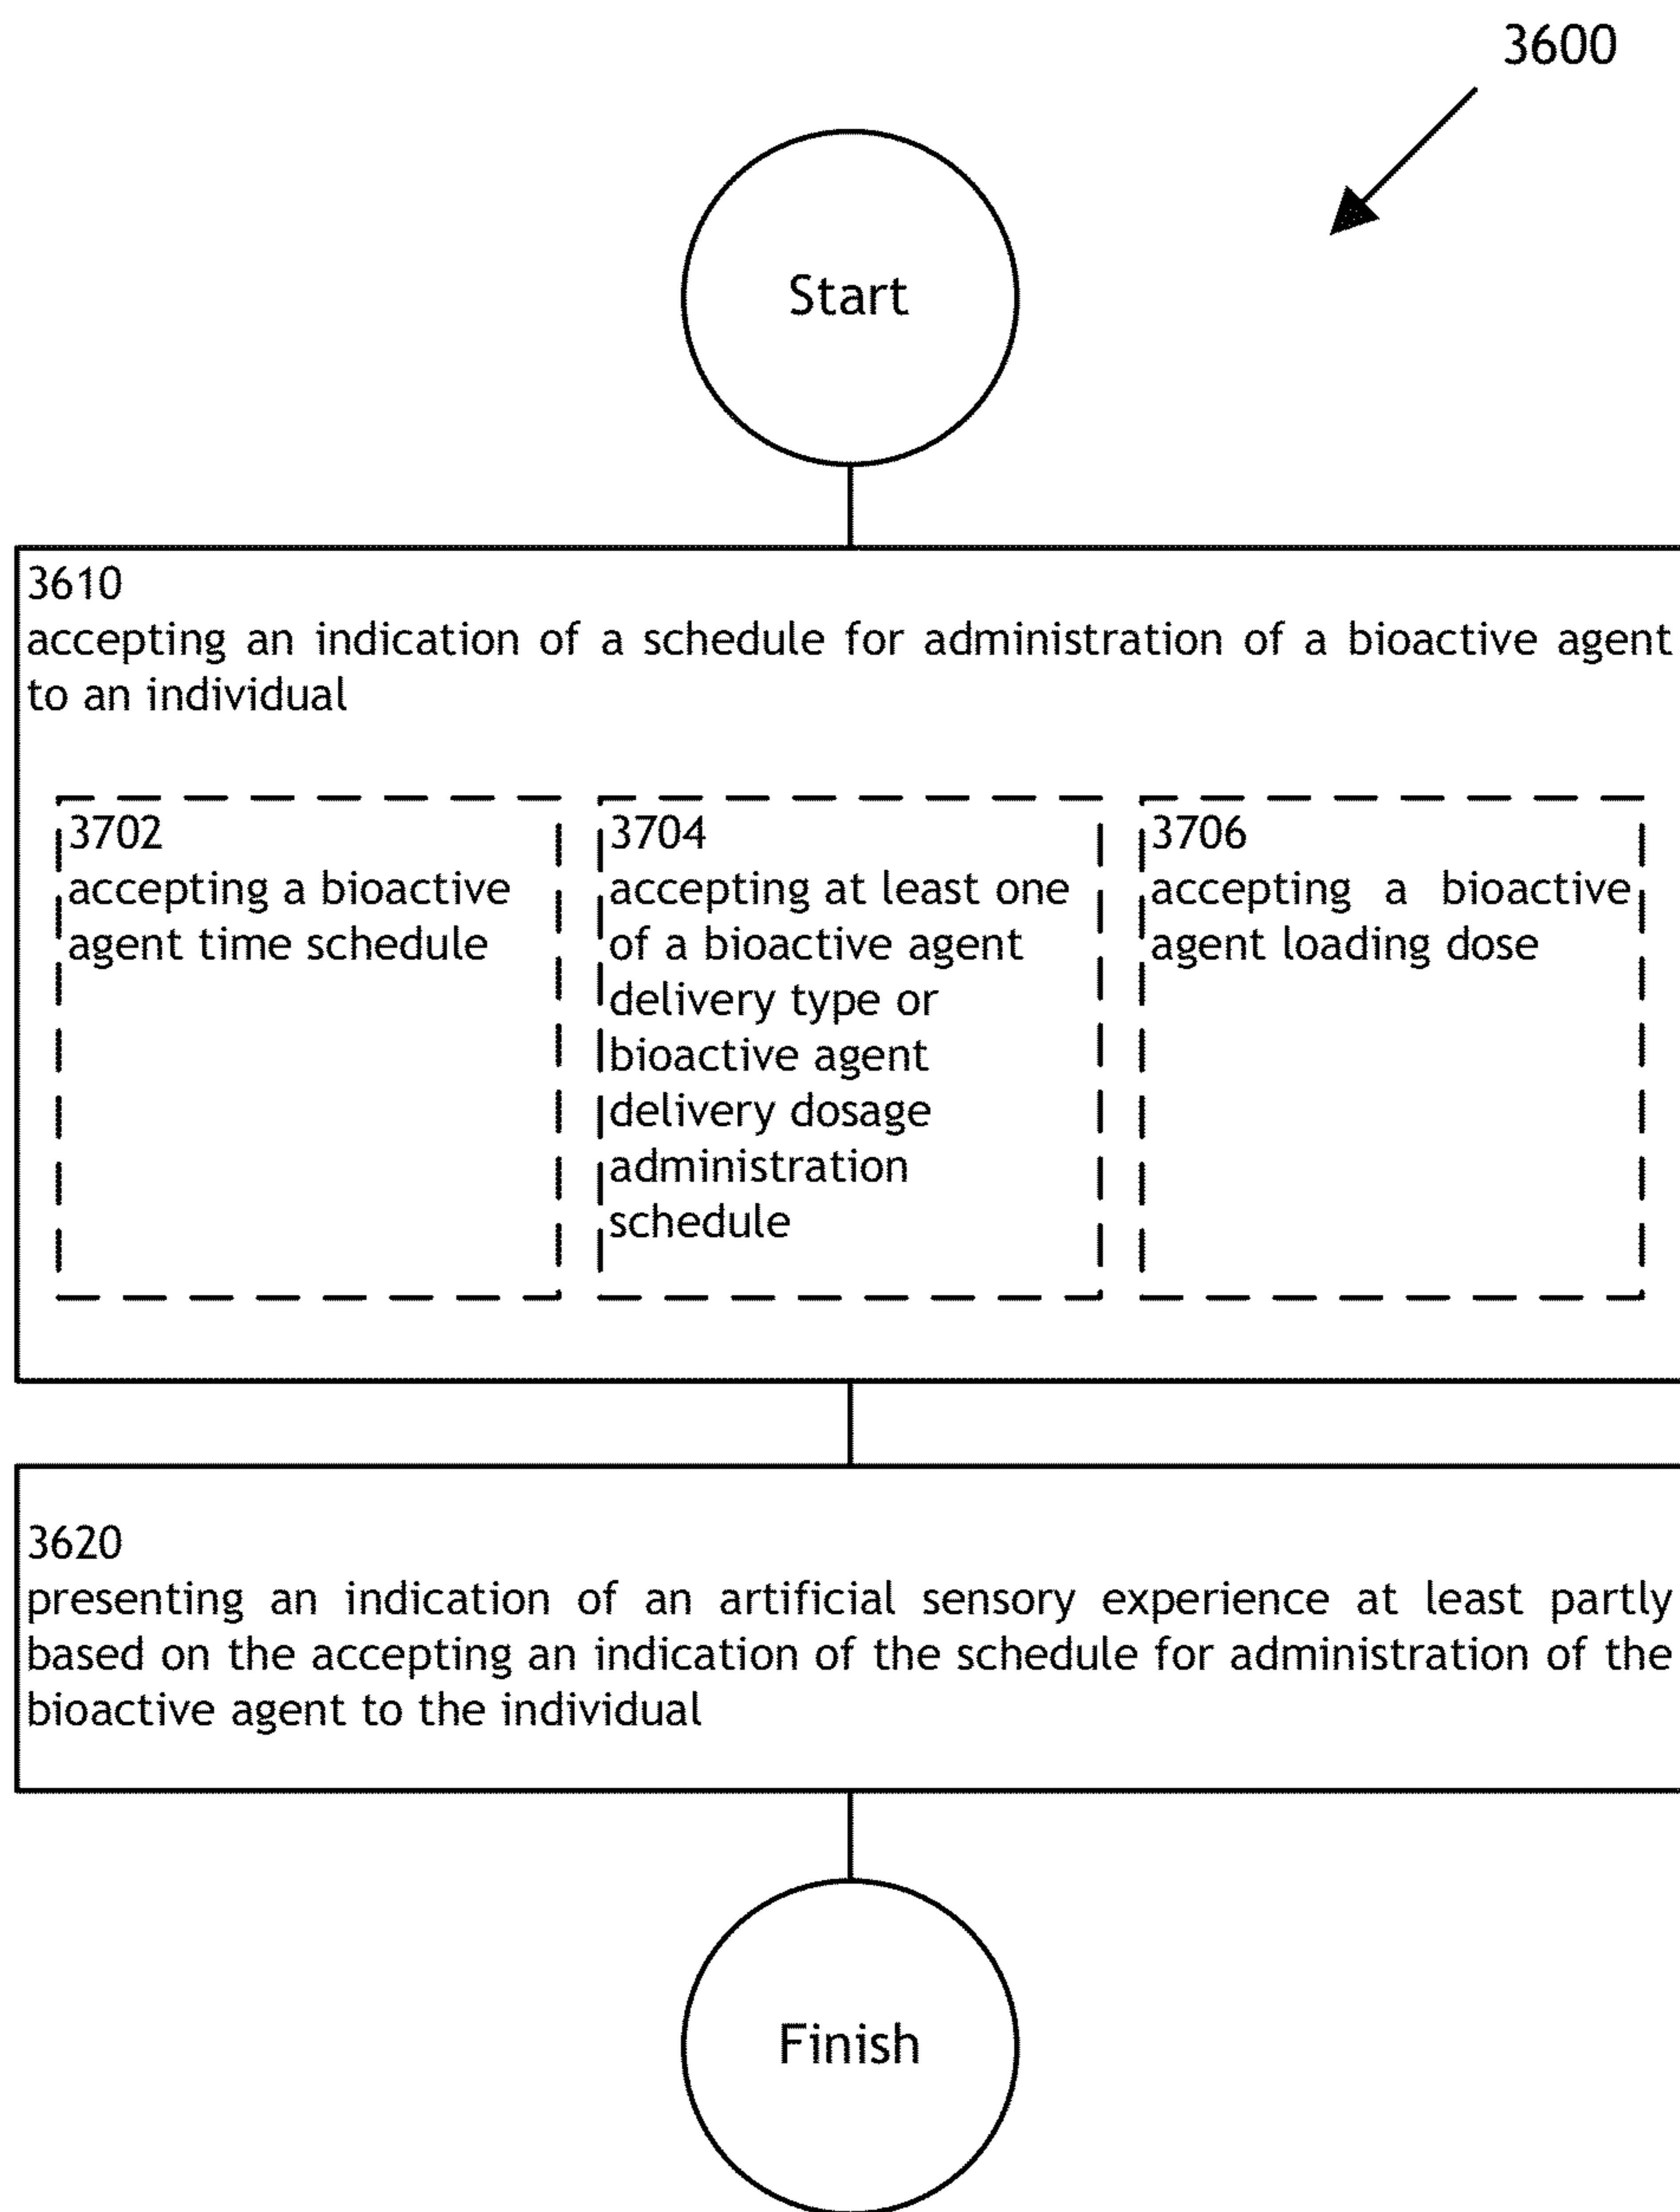 3600
Start
3610
accepting an indication of a schedule for administration of a bioactive agent
to an individual
3702
accepting a bioactive
agent time schedule
3704
accepting at least one
of a bioactive agent
delivery type or
bioactive agent
delivery dosage
administration
schedule
3706
accepting a bioactive
agent loading dose
3620
presenting an indication of an artificial sensory experience at least partly
based on the accepting an indication of the schedule for administration of the
bioactive agent to the individual
Finish